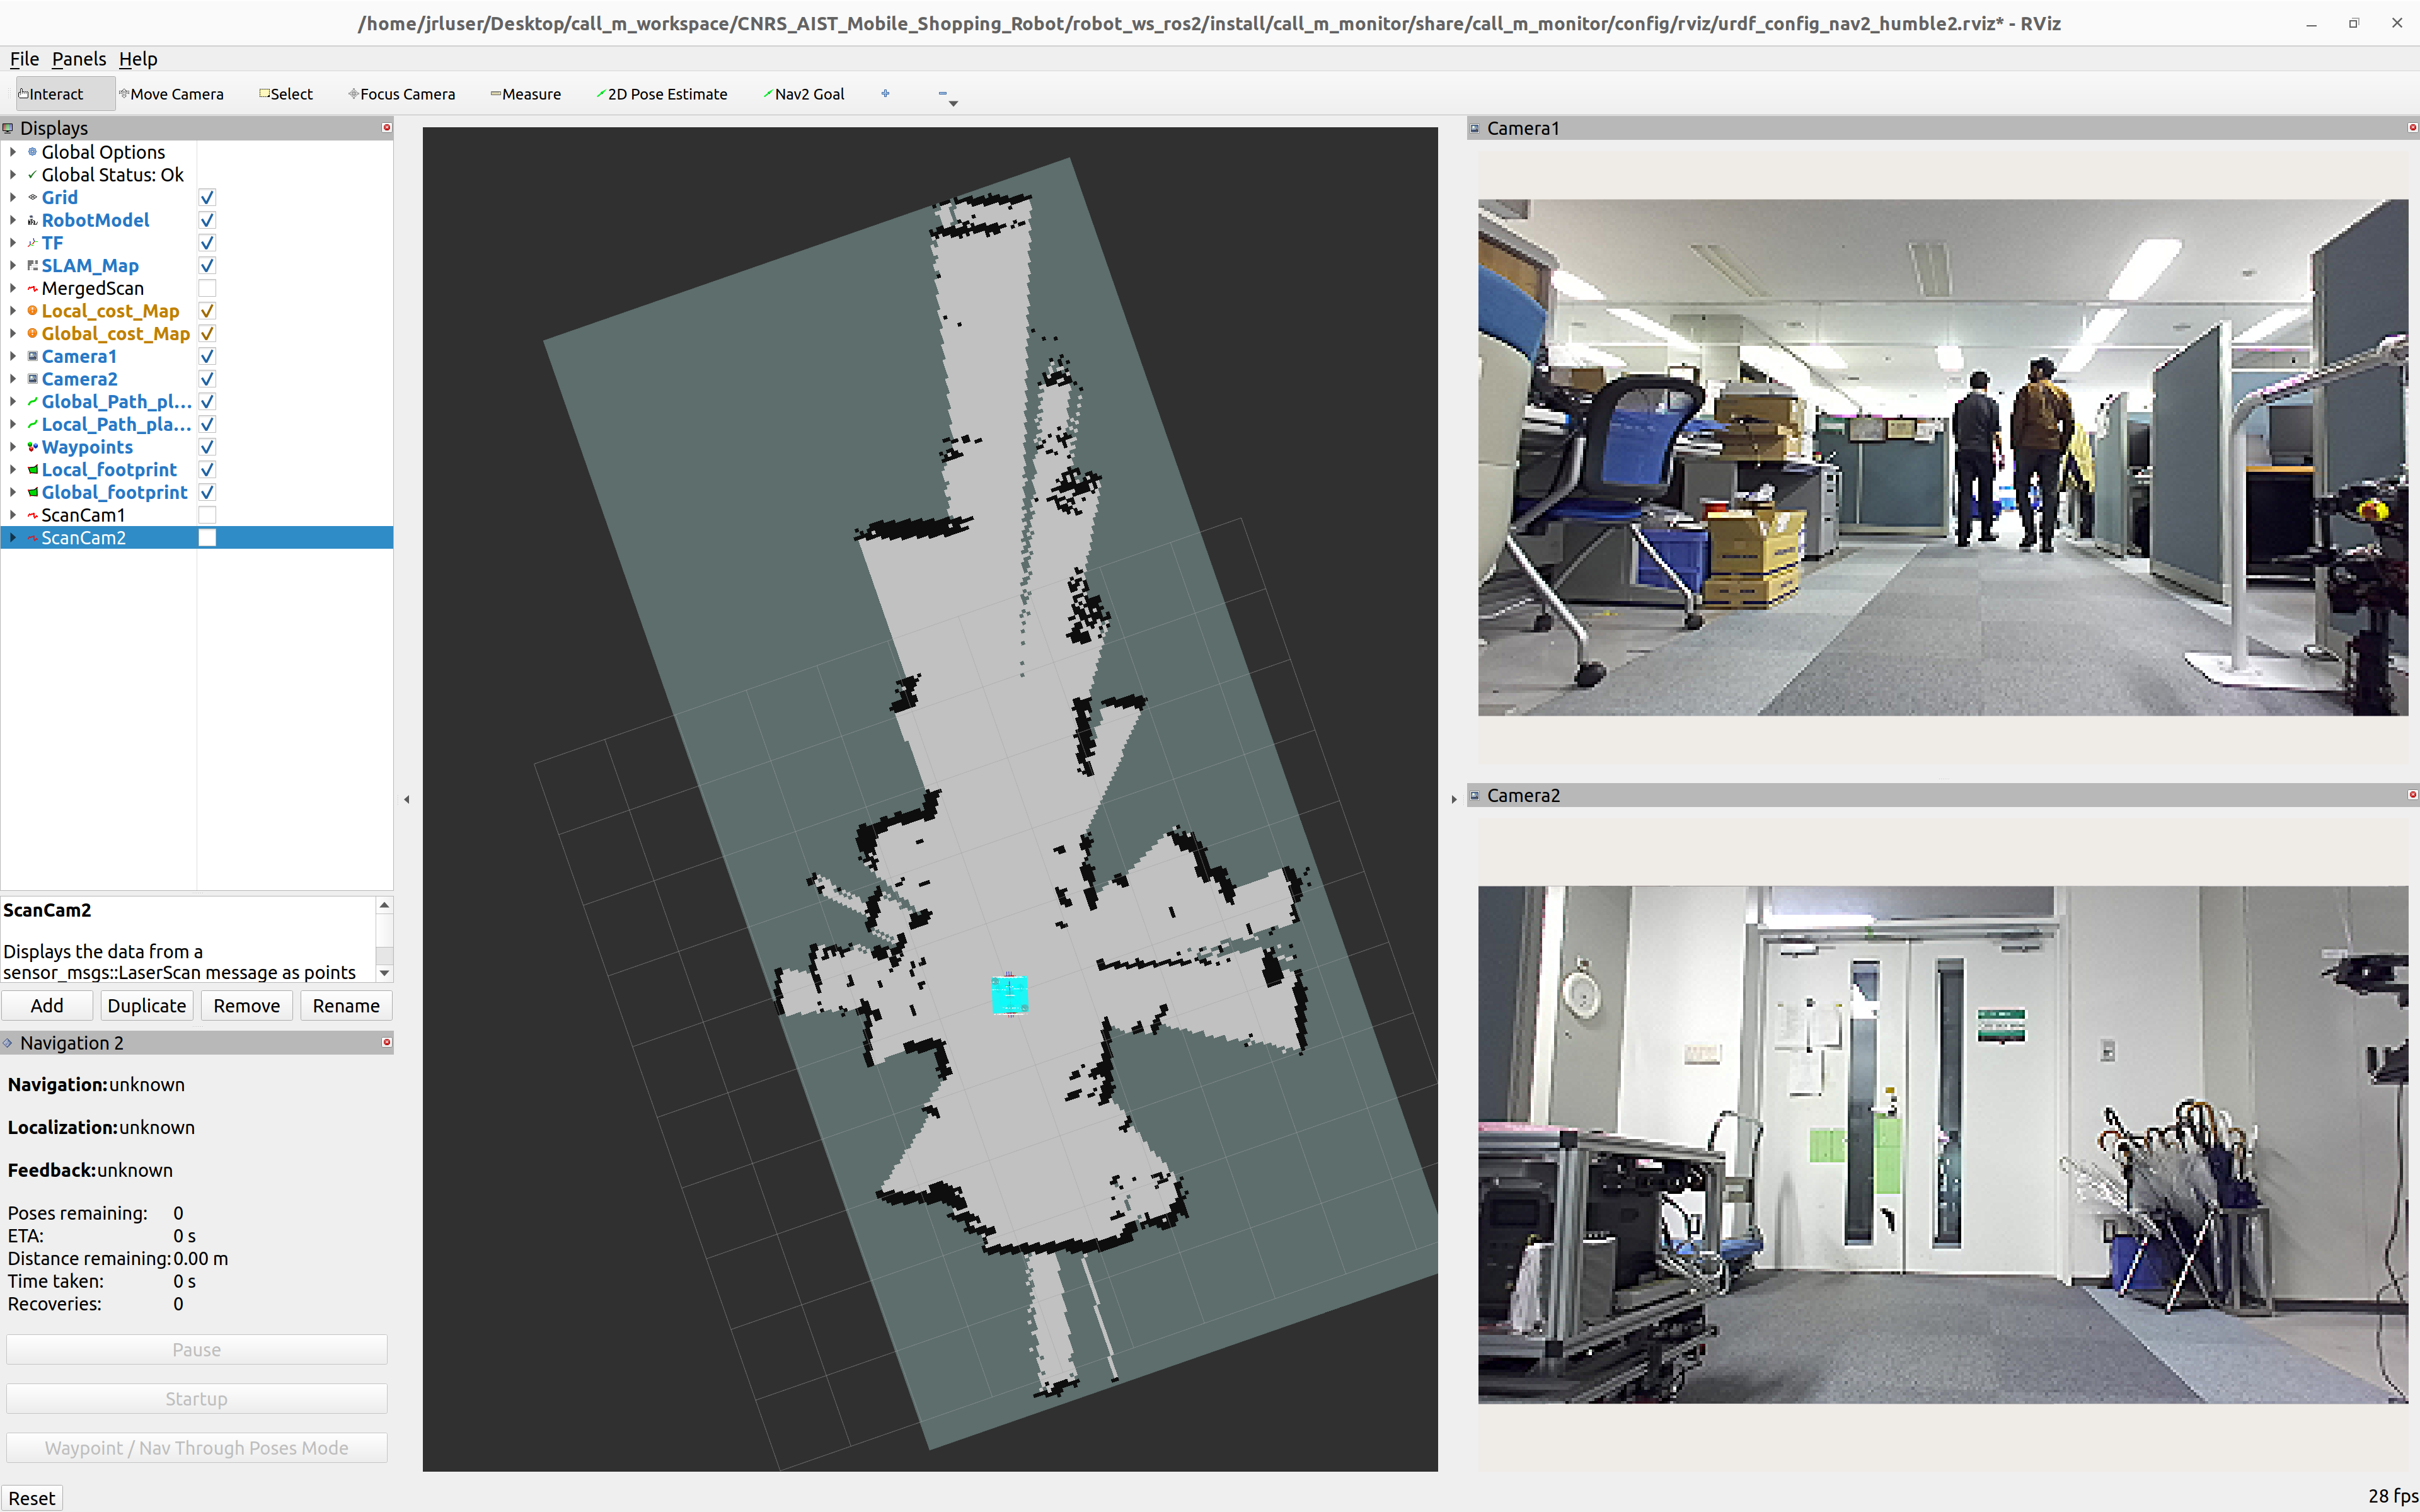 /home/jrluser/Desktop/call_m_workspace/CNRS_AIST_Mobile_Shopping_Robot/robot_ws_ros2/install/call_m_monitor/share/call_m_monitor/config/rviz/urdf_config_nav2_humble2.rviz* - RViz
File Panels Help
Interact Move Camera Select Focus Camera Measure 2D Pose Estimate Nav2 Goal
Displays
Global Options
Global Status: Ok
Grid
RobotModel
TF
SLAM_Map
MergedScan
Local_cost_Map
Global_cost_Map
Camera1
Camera2
Global_Path_pl...
Local_Path_pla...
Waypoints
Local_footprint
Global_footprint
ScanCam1
ScanCam2
ScanCam2
Displays the data from a
sensor_msgs::LaserScan message as points
Add Duplicate Remove Rename
Navigation 2
Navigation: unknown
Localization: unknown
Feedback: unknown
Poses remaining: 0
ETA: 0 s
Distance remaining: 0.00 m
Time taken: 0 s
Recoveries: 0
Pause
Startup
Waypoint / Nav Through Poses Mode
Reset
Camera1
Camera2
28 fps